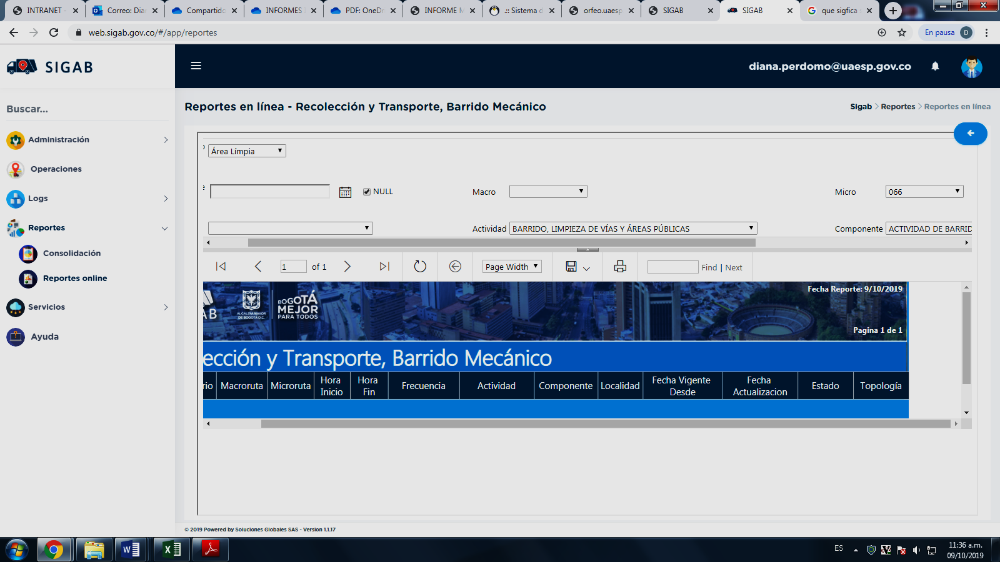 INTRANET -
Correo: Dia
Compartido
INFORMES
PDF: OneDr
INFORME M
.:: Sistema d
orfeo.uaesp
SIGAB
SIGAB
que sigfica
web.sigab.gov.co/#/app/reportes
En pausa
D
SIGAB
diana.perdomo@uaesp.gov.co
Buscar...
Reportes en línea - Recolección y Transporte, Barrido Mecánico
Sigab > Reportes > Reportes en línea
Administración
Operaciones
Logs
Reportes
Consolidación
Reportes online
Servicios
Ayuda
Área Límpia
NULL
Macro
Micro
066
Actividad
BARRIDO, LIMPIEZA DE VÍAS Y ÁREAS PÚBLICAS
Componente
ACTIVIDAD DE BARRID
1
of 1
Page Width
Find | Next
AB
ALCALDÍA MAYOR
DE BOGOTÁ D.C.
BOGOTÁ
MEJOR
PARA TODOS
Fecha Reporte: 9/10/2019
Pagina 1 de 1
ección y Transporte, Barrido Mecánico
rio
Macroruta
Microruta
Hora Inicio
Hora Fin
Frecuencia
Actividad
Componente
Localidad
Fecha Vigente Desde
Fecha Actualizacion
Estado
Topología
© 2019 Powered by Soluciones Globales SAS - Version 1.1.17
ES
11:36 a.m.
09/10/2019